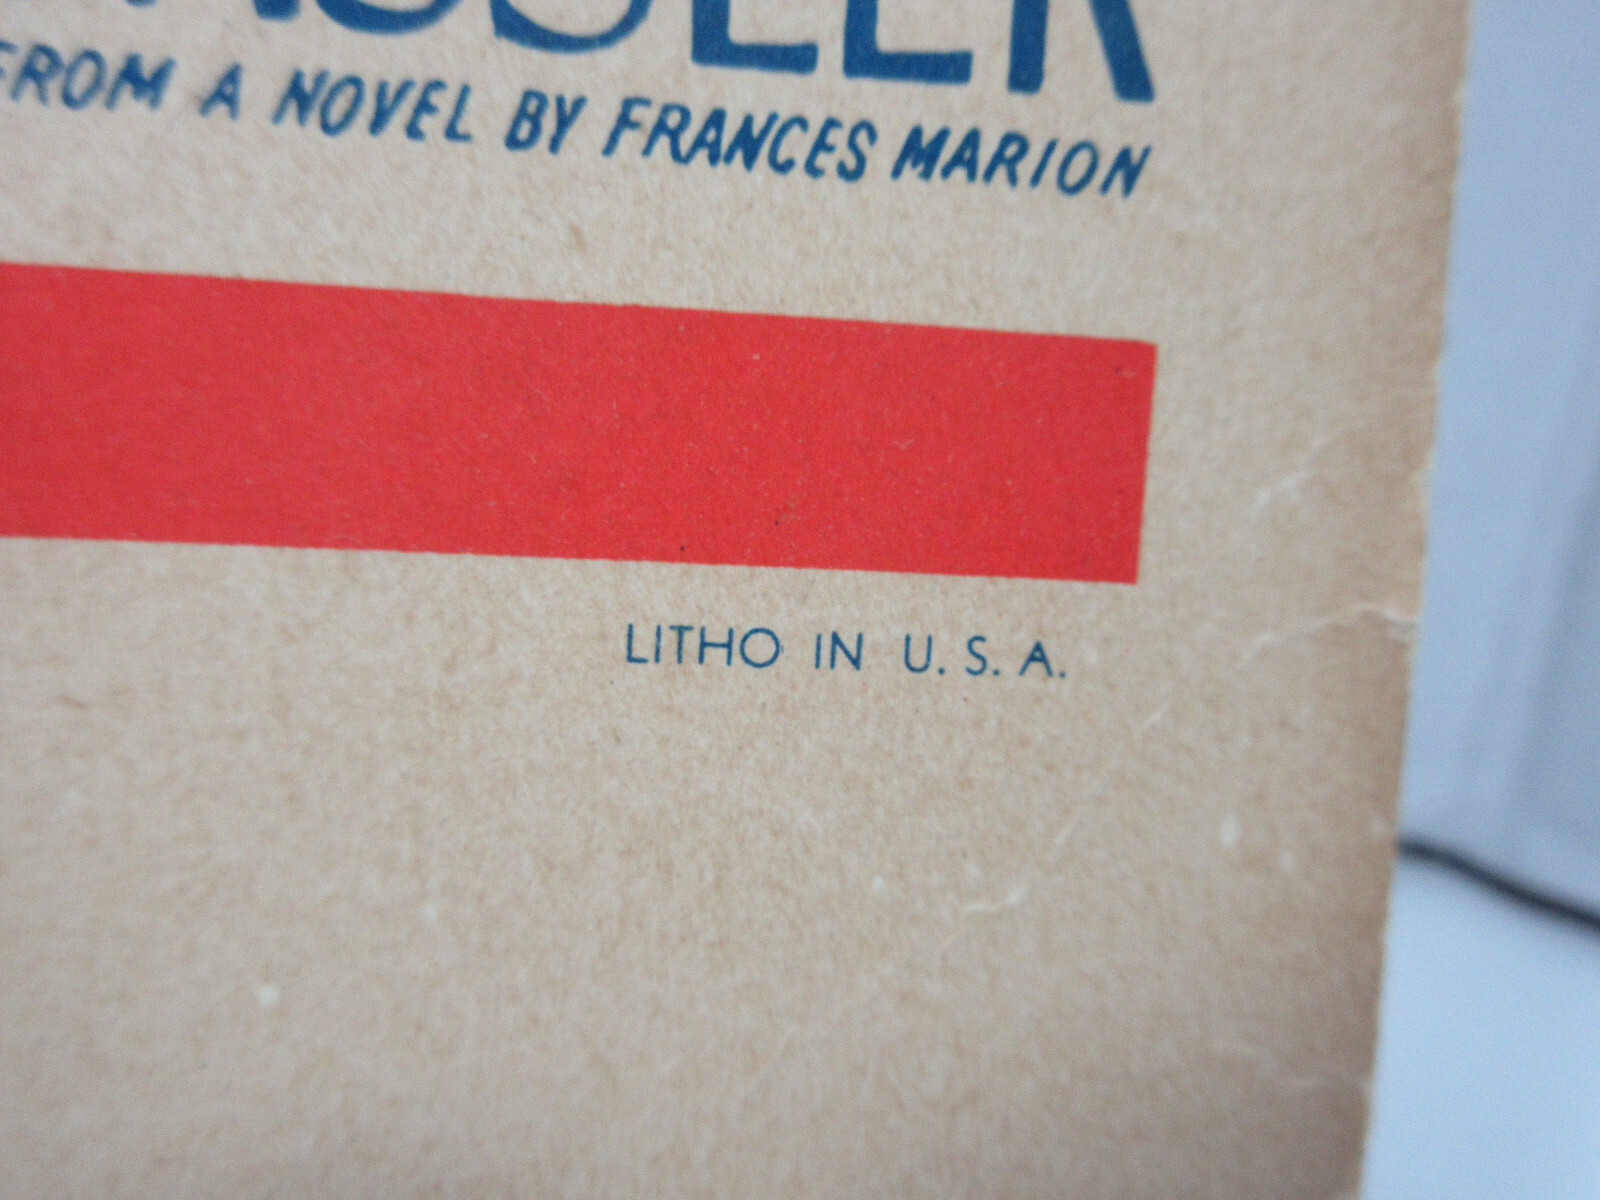 FROM A NOVEL BY FRANCES MARION
LITHO IN U. S. A.